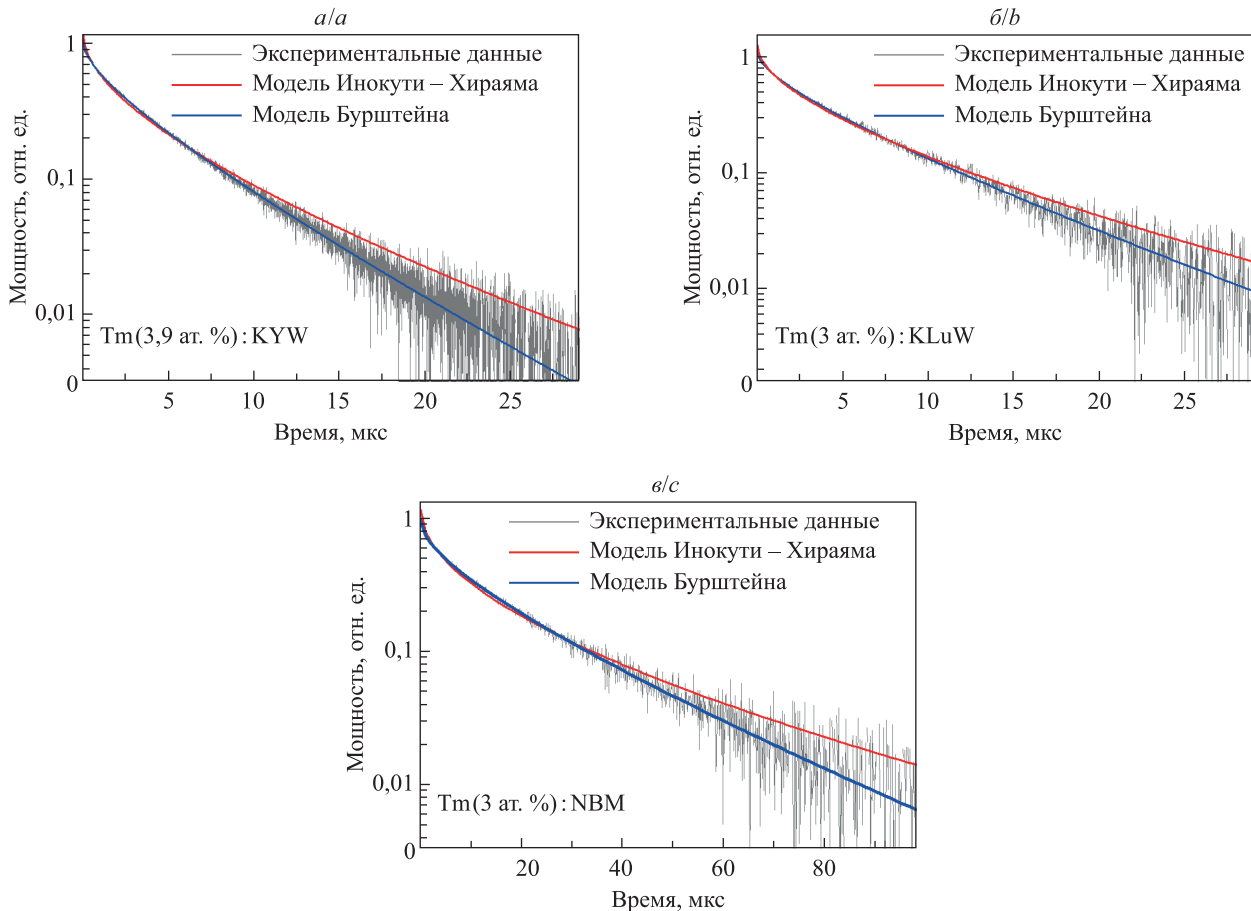 а/a
Мощность, отн. ед.
1
0,1
0,01
0
Экспериментальные данные
Модель Инокути – Хираяма
Модель Бурштейна
Tm (3,9 ат. %) : KYW
5 10 15 20 25
Время, мкс
б/b
Мощность, отн. ед.
1
0,1
0,01
0
Экспериментальные данные
Модель Инокути – Хираяма
Модель Бурштейна
Tm (3 ат. %) : KLuW
5 10 15 20 25
Время, мкс
в/c
Мощность, отн. ед.
1
0,1
0,01
0
Экспериментальные данные
Модель Инокути – Хираяма
Модель Бурштейна
Tm (3 ат. %) : NBM
20 40 60 80
Время, мкс